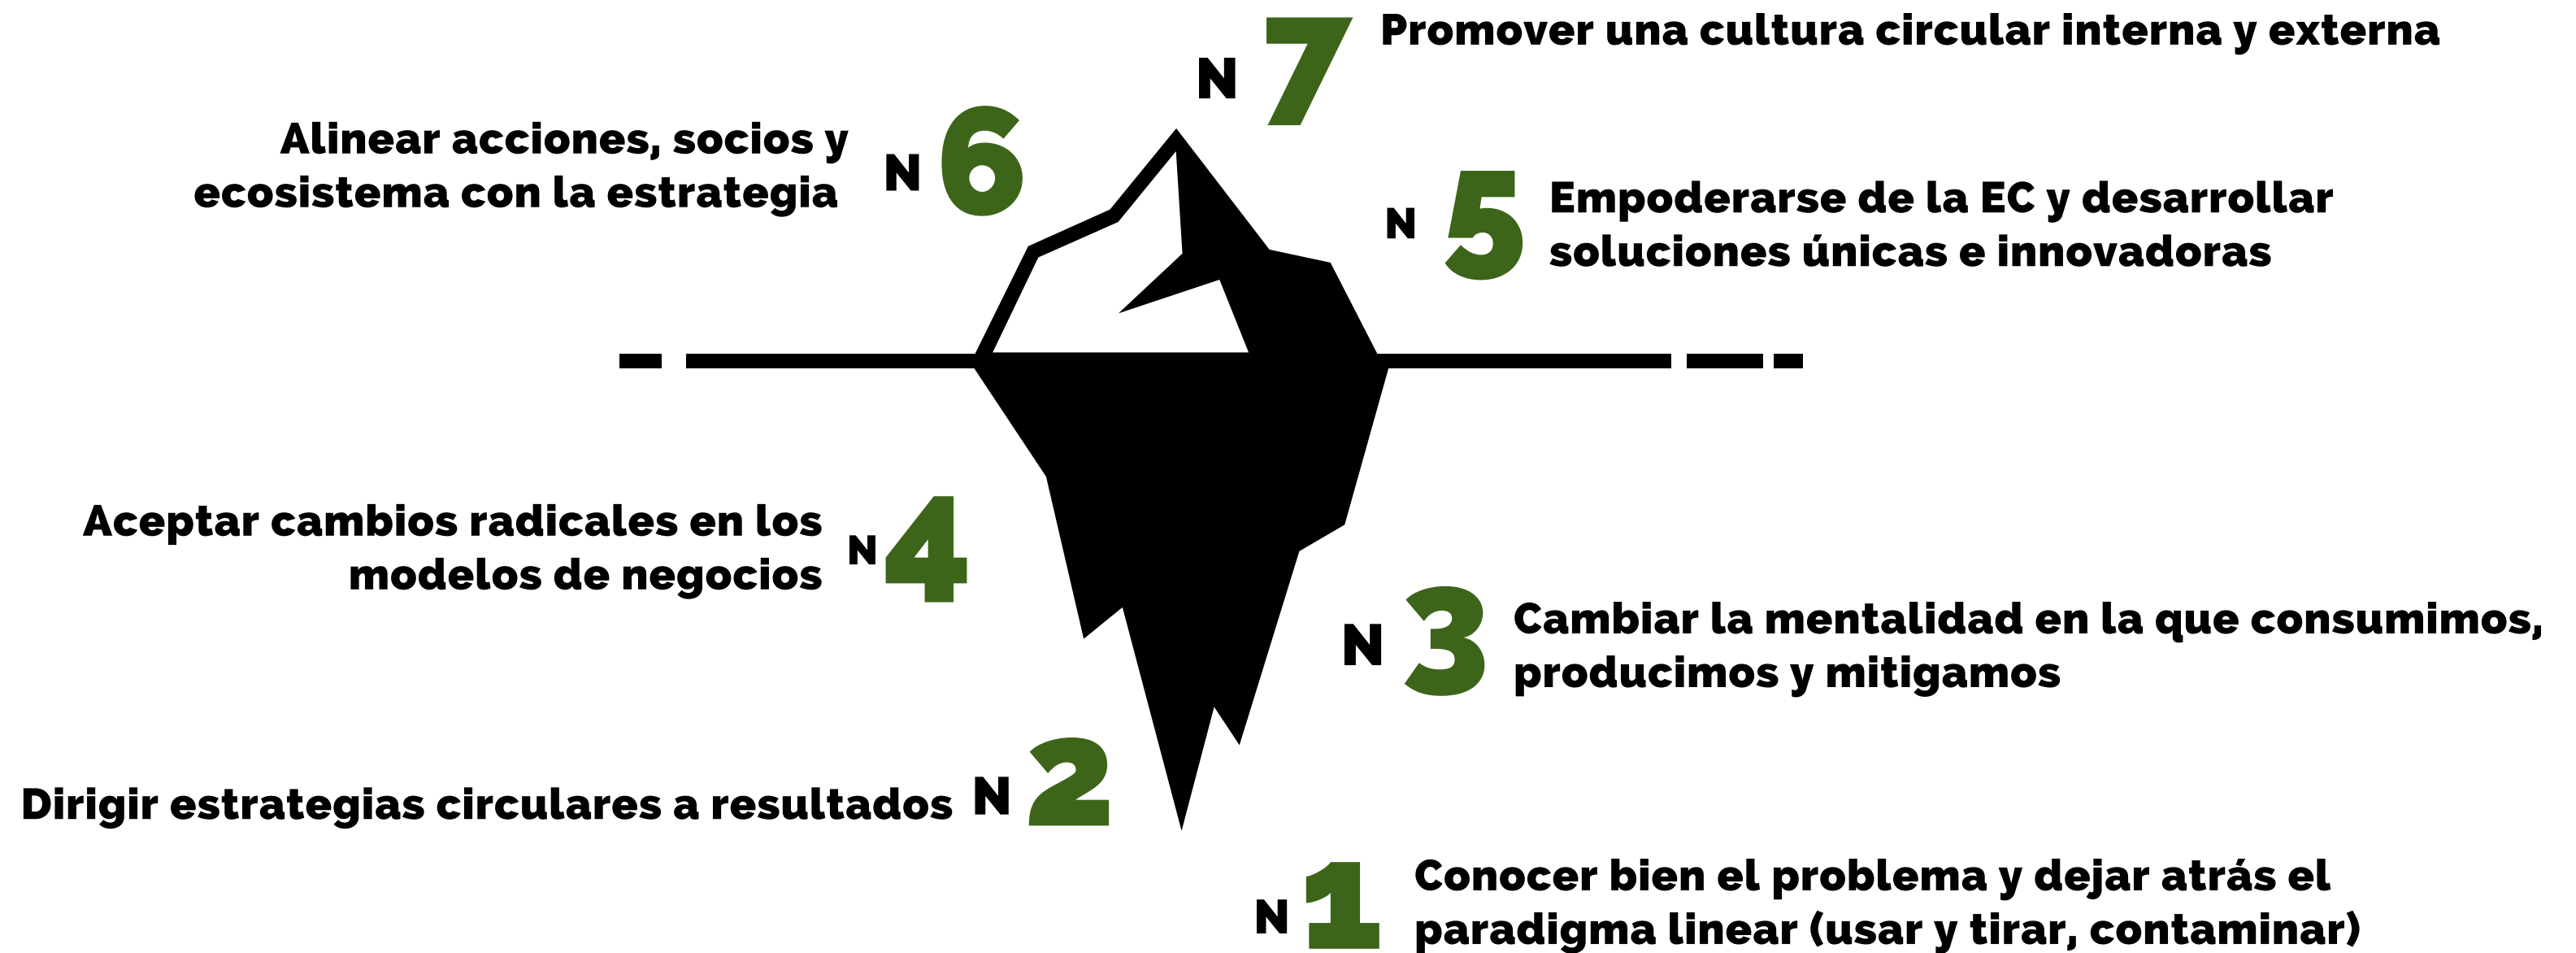 N 7 Promover una cultura circular interna y externa
Alinear acciones, socios y
ecosistema con la estrategia
N 6
N 5
Empoderarse de la EC y desarrollar
soluciones únicas e innovadoras
Aceptar cambios radicales en los
modelos de negocios
N 4
N 3
Cambiar la mentalidad en la que consumimos,
producimos y mitigamos
Dirigir estrategias circulares a resultados N 2
N 1
Conocer bien el problema y dejar atrás el
paradigma linear (usar y tirar, contaminar)